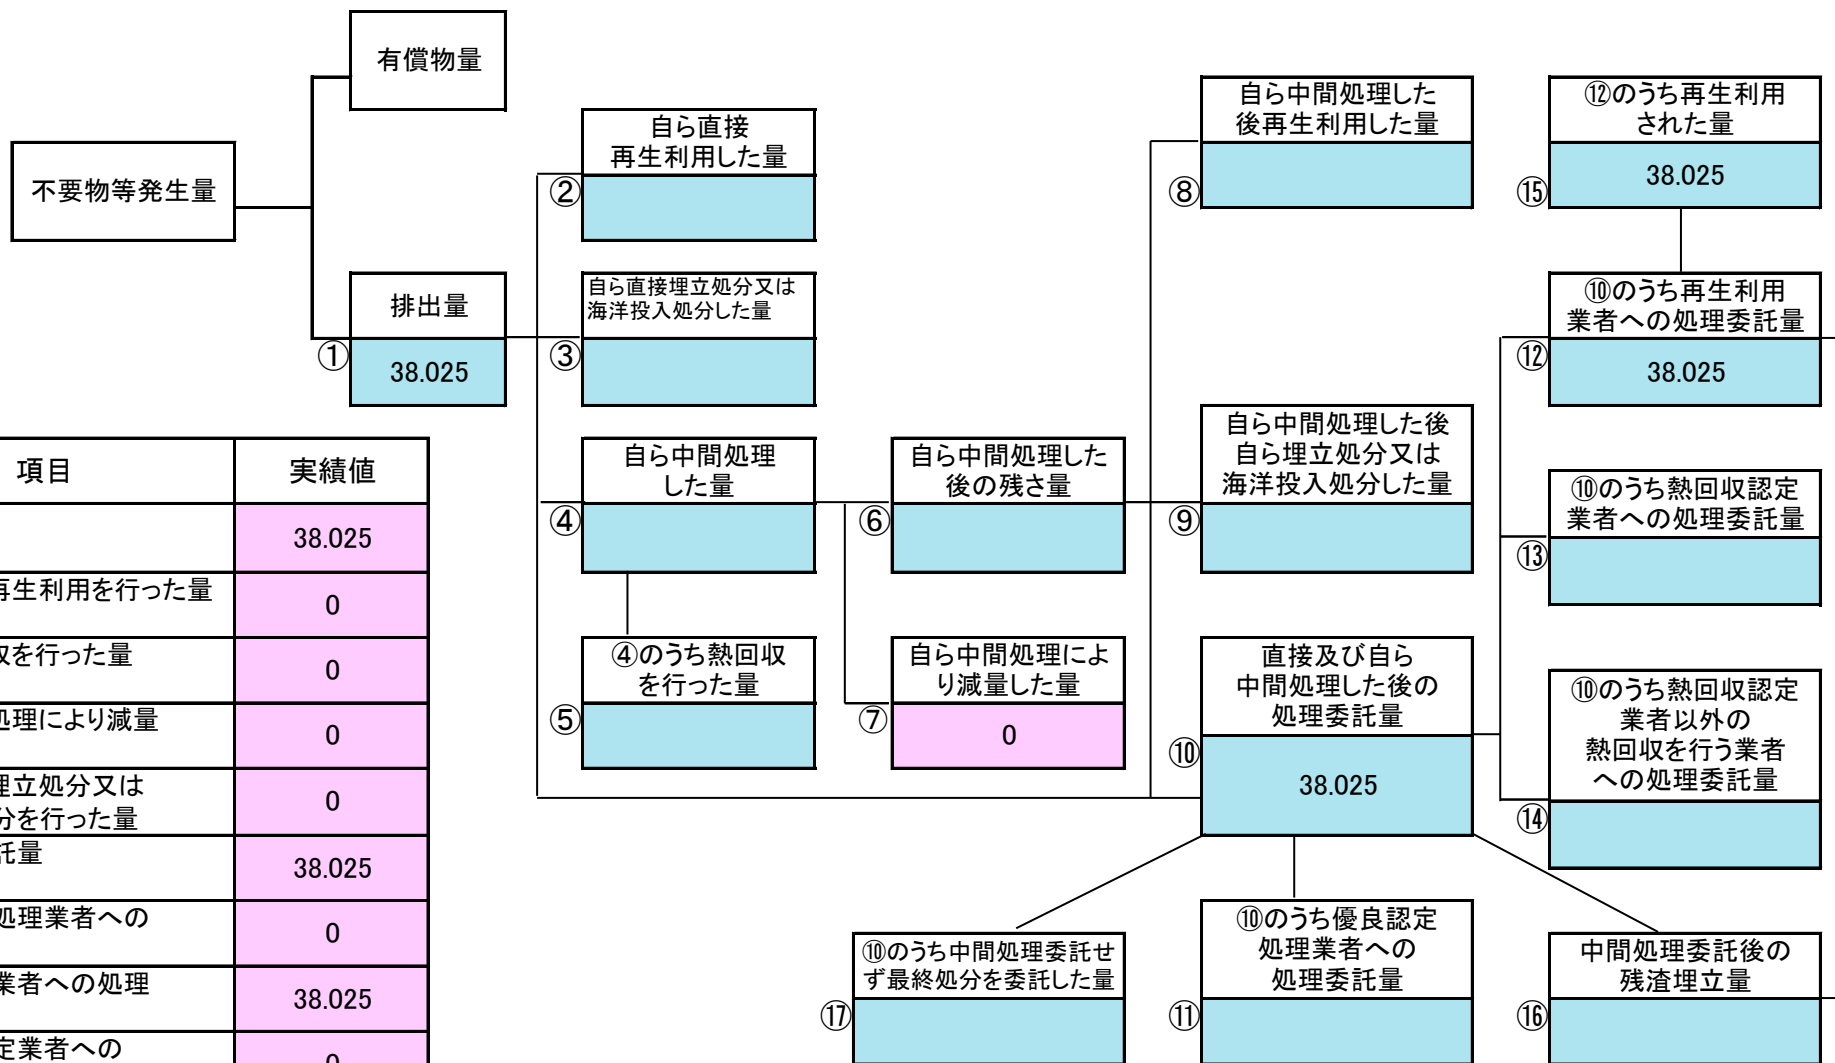 有償物量
不要物等発生量
排出量
①
38.025
自ら直接
再生利用した量
②
自ら直接埋立処分又は
海洋投入処分した量
③
自ら中間処理
した量
④
④のうち熱回収
を行った量
⑤
自ら中間処理した
後の残さ量
⑥
自ら中間処理によ
り減量した量
⑦
0
自ら中間処理した
後再生利用した量
⑧
自ら中間処理した後
自ら埋立処分又は
海洋投入処分した量
⑨
直接及び自ら
中間処理した後の
処理委託量
⑩
38.025
⑫のうち再生利用
された量
⑮
38.025
⑩のうち再生利用
業者への処理委託量
⑫
38.025
⑩のうち熱回収認定
業者への処理委託量
⑬
⑩のうち熱回収認定
業者以外の
熱回収を行う業者
への処理委託量
⑭
⑩のうち中間処理委託せ
ず最終処分を委託した量
⑰
⑩のうち優良認定
処理業者への
処理委託量
⑪
中間処理委託後の
残渣埋立量
⑯
項目 実績値
38.025
再生利用を行った量 0
を行った量 0
処理により減量 0
埋立処分又は
を行った量 0
託量 38.025
処理業者への 0
業者への処理 38.025
定業者への 0